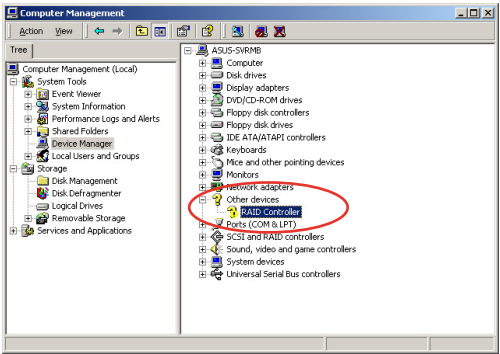 Computer Management
Action View
Tree
Computer Management (Local)
System Tools
Event Viewer
System Information
Performance Logs and Alerts
Shared Folders
Device Manager
Local Users and Groups
Storage
Disk Management
Disk Defragmenter
Logical Drives
Removable Storage
Services and Applications
ASUS-SVRMB
Computer
Disk drives
Display adapters
DVD/CD-ROM drives
Floppy disk controllers
Floppy disk drives
IDE ATA/ATAPI controllers
Keyboards
Mice and other pointing devices
Monitors
Network adapters
Other devices
RAID Controller
Ports (COM & LPT)
SCSI and RAID controllers
Sound, video and game controllers
System devices
Universal Serial Bus controllers